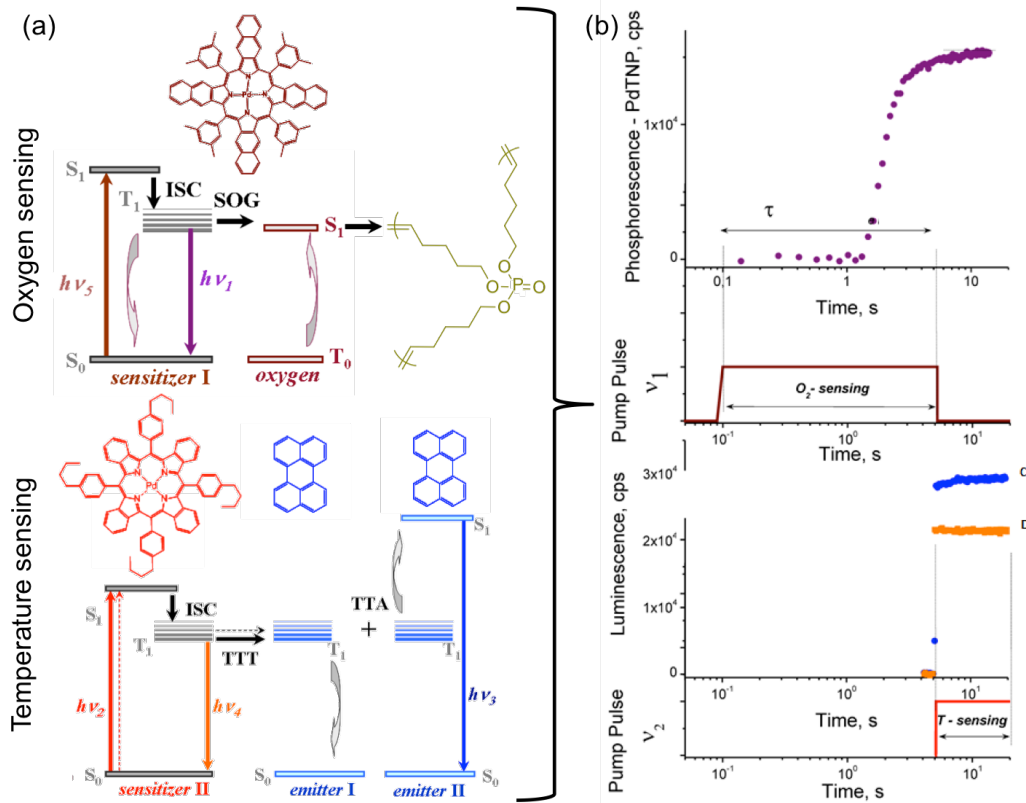 (a)
Oxygen sensing
N
N Pd N
N
S1
ISC
T1
SOG
S1
hν5
hν1
S0
T0
sensitizer I
oxygen
O
O P O
O
Temperature sensing
N
N Pd N
N
S1
S1
ISC
TTA
T1
TTT
T1
+
T1
hν2
hν4
hν3
S0
S0
S0
sensitizer II
emitter I
emitter II
(b)
Phosphorescence - PdTNP, cps
1x10^4
0
τ
0,1
1
10
Time, s
Pump Pulse
ν1
O2- sensing
10^-1
10^0
10^1
Time, s
Luminescence, cps
3x10^4
2x10^4
1x10^4
0
D
10^-1
10^0
10^1
Time, s
Pump Pulse
ν2
T - sensing
10^-1
10^0
10^1
Time, s